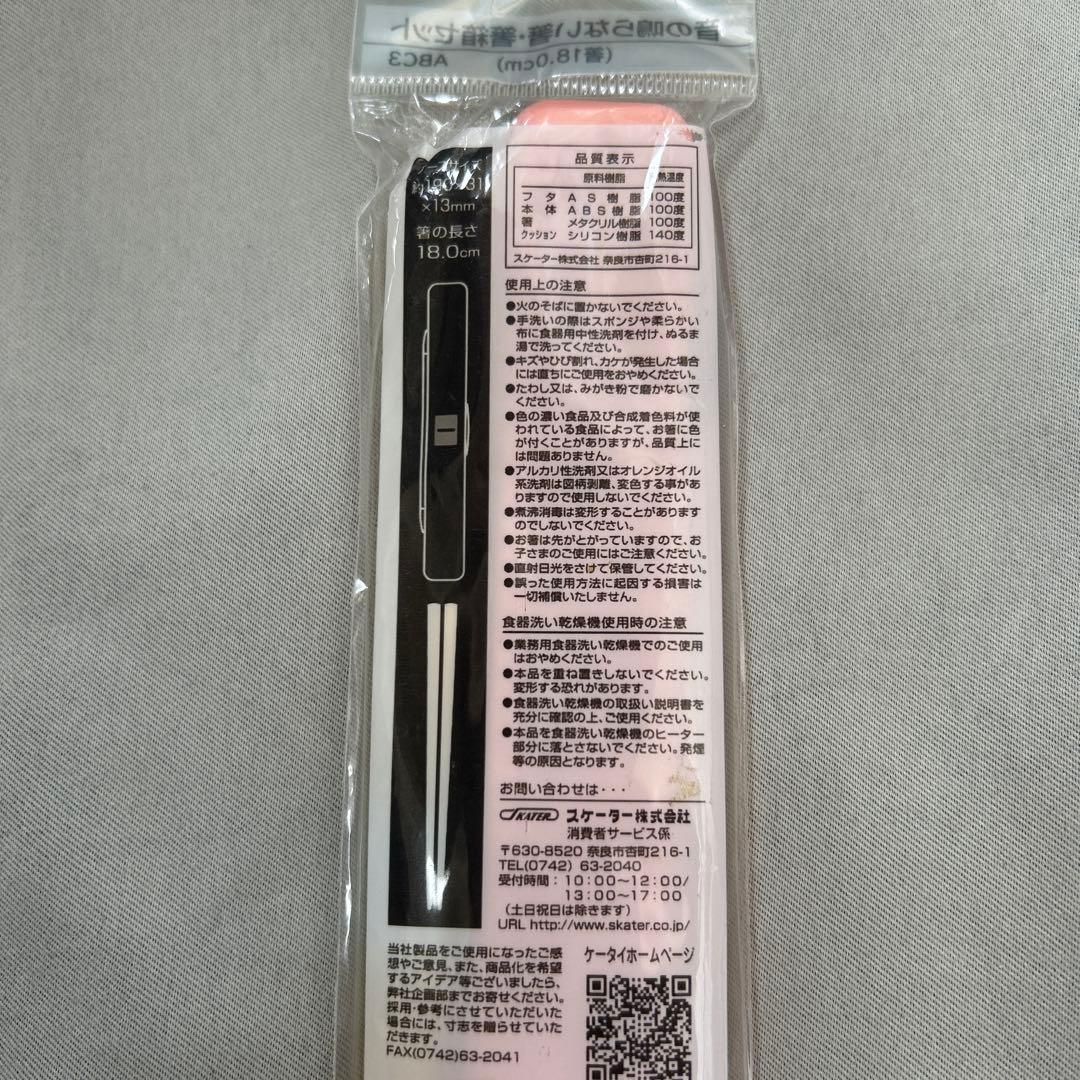 音の鳴らない箸・箸箱セット
(箸18.0cm) ABC3
×13mm
箸の長さ
18.0cm
品質表示
原料樹脂 熱温度
フタ AS樹脂 100度
本体 ABS樹脂 100度
箸 メタクリル樹脂 100度
クッション シリコン樹脂 140度
スケーター株式会社 奈良市杏町216-1
使用上の注意
●火のそばに置かないでください。
●手洗いの際はスポンジや柔らかい
布に食器用中性洗剤を付け、ぬるま
湯で洗ってください。
●キズやひび割れ、カケが発生した場合
には直ちにご使用をおやめください。
●たわし又は、みがき粉で磨かないで
ください。
●色の濃い食品及び合成着色料が使
われている食品によって、お箸に色
が付くことがありますが、品質上に
は問題ありません。
●アルカリ性洗剤又はオレンジオイル
系洗剤は図柄剥離、変色する事があ
りますので使用しないでください。
●煮沸消毒は変形することがあります
のでしないでください。
●お箸は先がとがっていますので、お
子さまのご使用にはご注意ください。
●直射日光をさけて保管してください。
●誤った使用方法に起因する損害は
一切補償いたしません。
食器洗い乾燥機使用時の注意
●業務用食器洗い乾燥機でのご使用
はおやめください。
●本品を重ね置きしないでください。
変形する恐れがあります。
●食器洗い乾燥機の取扱い説明書を
充分に確認の上、ご使用ください。
●本品を食器洗い乾燥機のヒーター
部分に落とさないでください。発煙
等の原因となります。
お問い合わせは・・・
SKATER スケーター株式会社
消費者サービス係
〒630-8520 奈良市杏町216-1
TEL(0742) 63-2040
受付時間：10:00～12:00/
13:00～17:00
(土日祝日は除きます)
URL http://www.skater.co.jp/
当社製品をご使用になったご感
想やご意見、また、商品化を希望
するアイデア等ございましたら、
弊社企画部までお寄せください。
採用・参考にさせていただいた
場合には、寸志を贈らせていた
だきます。
FAX(0742)63-2041
ケータイホームページ